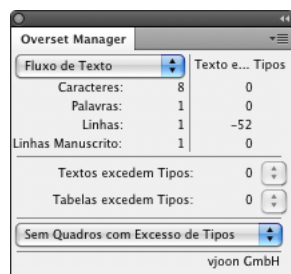 Overset Manager
Fluxo de Texto Texto e... Tipos
Caracteres: 8 0
Palavras: 1 0
Linhas: 1 -52
Linhas Manuscrito: 1 0
Textos excedem Tipos: 0
Tabelas excedem Tipos: 0
Sem Quadros com Excesso de Tipos
vjoon GmbH